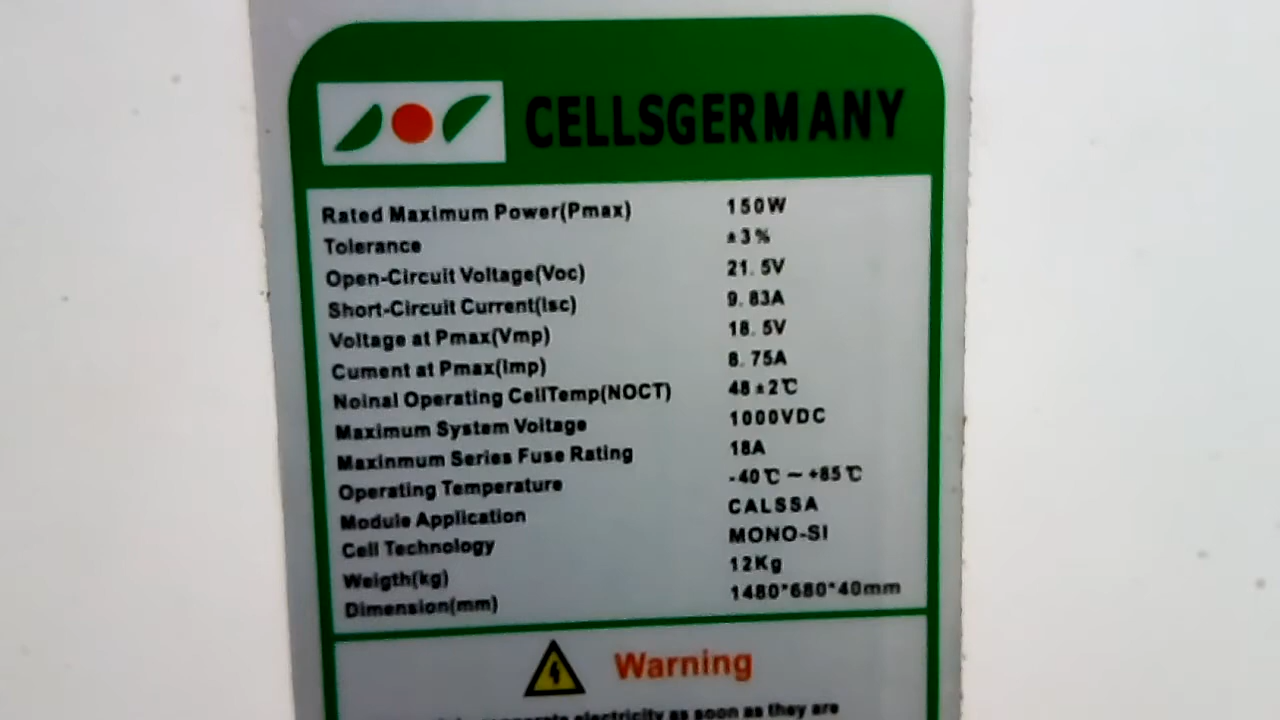 CELLSGERMANY
Rated Maximum Power(Pmax) 150W
Tolerance ±3%
Open-Circuit Voltage(Voc) 21.5V
Short-Circuit Current(Isc) 9.83A
Voltage at Pmax(Vmp) 18.5V
Cument at Pmax(Imp) 8.75A
Noinal Operating CellTemp(NOCT) 48±2℃
Maximum System Voitage 1000VDC
Maxinmum Series Fuse Rating 18A
Operating Temperature -40℃ ~ +85℃
Module Application CALSSA
Cell Technology MONO-SI
Weigth(kg) 12Kg
Dimension(mm) 1480*680*40mm
Warning
electricity as soon as they are